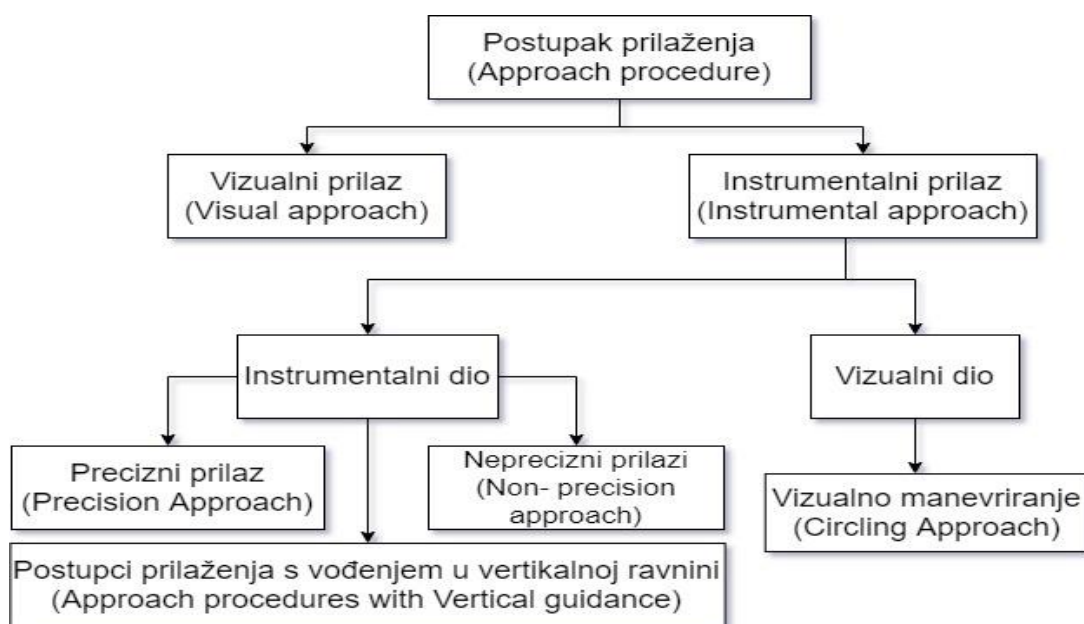 Postupak prilaženja
(Approach procedure)
Vizualni prilaz
(Visual approach)
Instrumentalni prilaz
(Instrumental approach)
Instrumentalni dio
Vizualni dio
Precizni prilaz
(Precision Approach)
Neprecizni prilazi
(Non- precision
approach)
Vizualno manevriranje
(Circling Approach)
Postupci prilaženja s vođenjem u vertikalnoj ravnini
(Approach procedures with Vertical guidance)